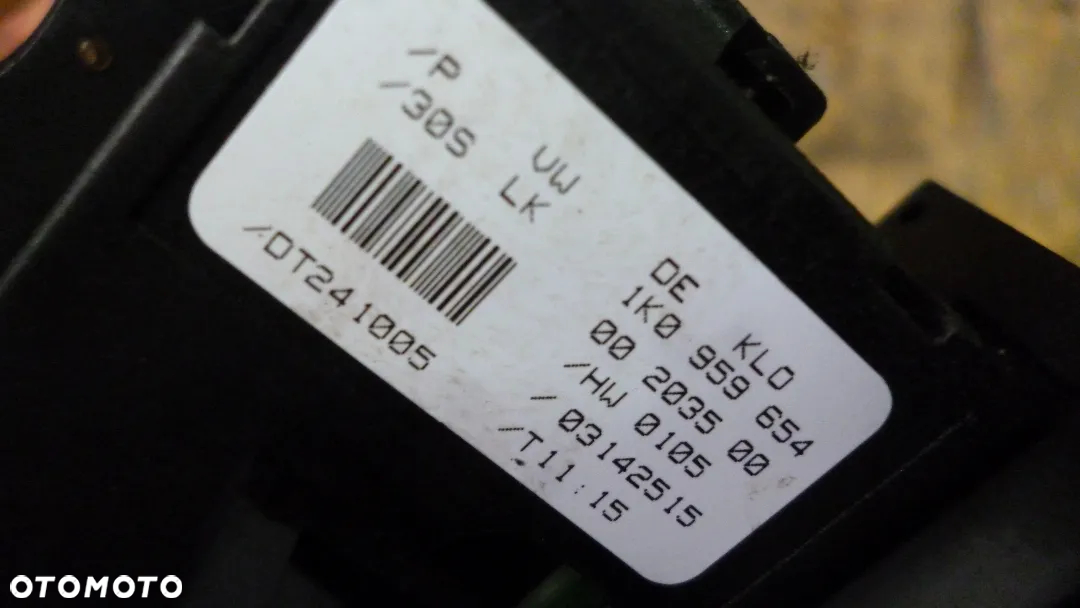 /P VW DE KLO
/30S LK 1K0 959 654
00 2035 00
/HW 0105
/03142515
/DT241005 /T11:15
OTOMOTO